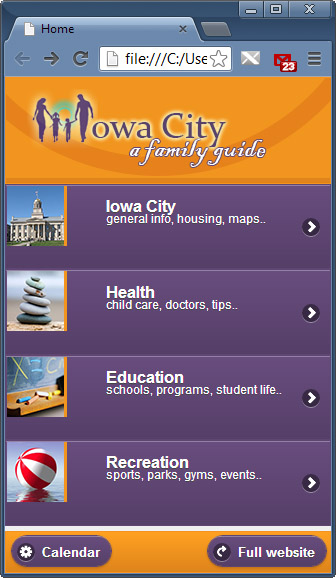 Home
file:///C:/Use
23
Iowa City
a family guide
Iowa City
general info, housing, maps..
Health
child care, doctors, tips..
Education
schools, programs, student life..
Recreation
sports, parks, gyms, events..
Calendar
Full website